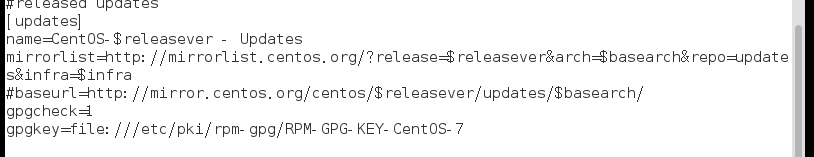 #released updates
[updates]
name=CentOS-$releasever - Updates
mirrorlist=http://mirrorlist.centos.org/?release=$releasever&arch=$basearch&repo=update
s&infra=$infra
#baseurl=http://mirror.centos.org/centos/$releasever/updates/$basearch/
gpgcheck=1
gpgkey=file:///etc/pki/rpm-gpg/RPM-GPG-KEY-CentOS-7